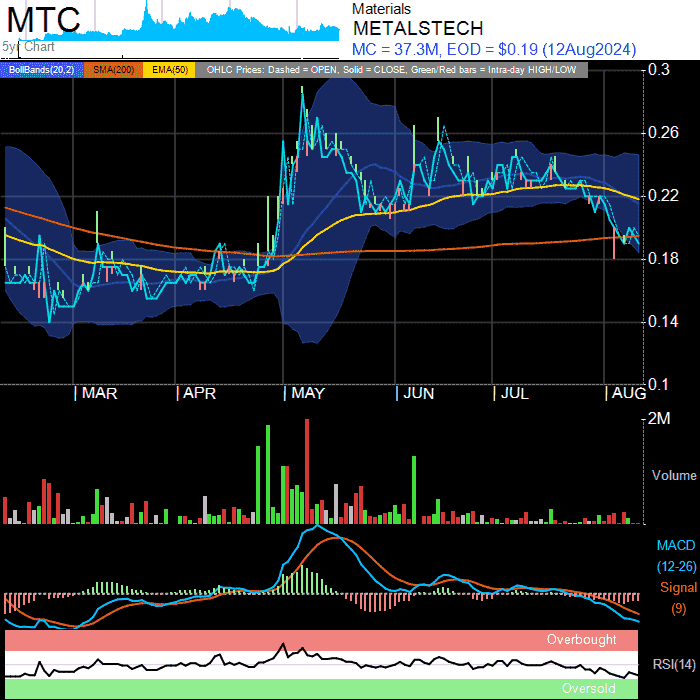 MTC
5yr Chart
Materials
METALSTECH
MC = 37.3M, EOD = $0.19 (12Aug2024)
BollBands(20,2) SMA(200) EMA(50) OHLC Prices: Dashed = OPEN, Solid = CLOSE, Green/Red bars = Intra-day HIGH/LOW
0.3
0.26
0.22
0.18
0.14
0.1
MAR APR MAY JUN JUL AUG
2M
Volume
MACD
(12-26)
Signal
(9)
Overbought
RSI(14)
Oversold